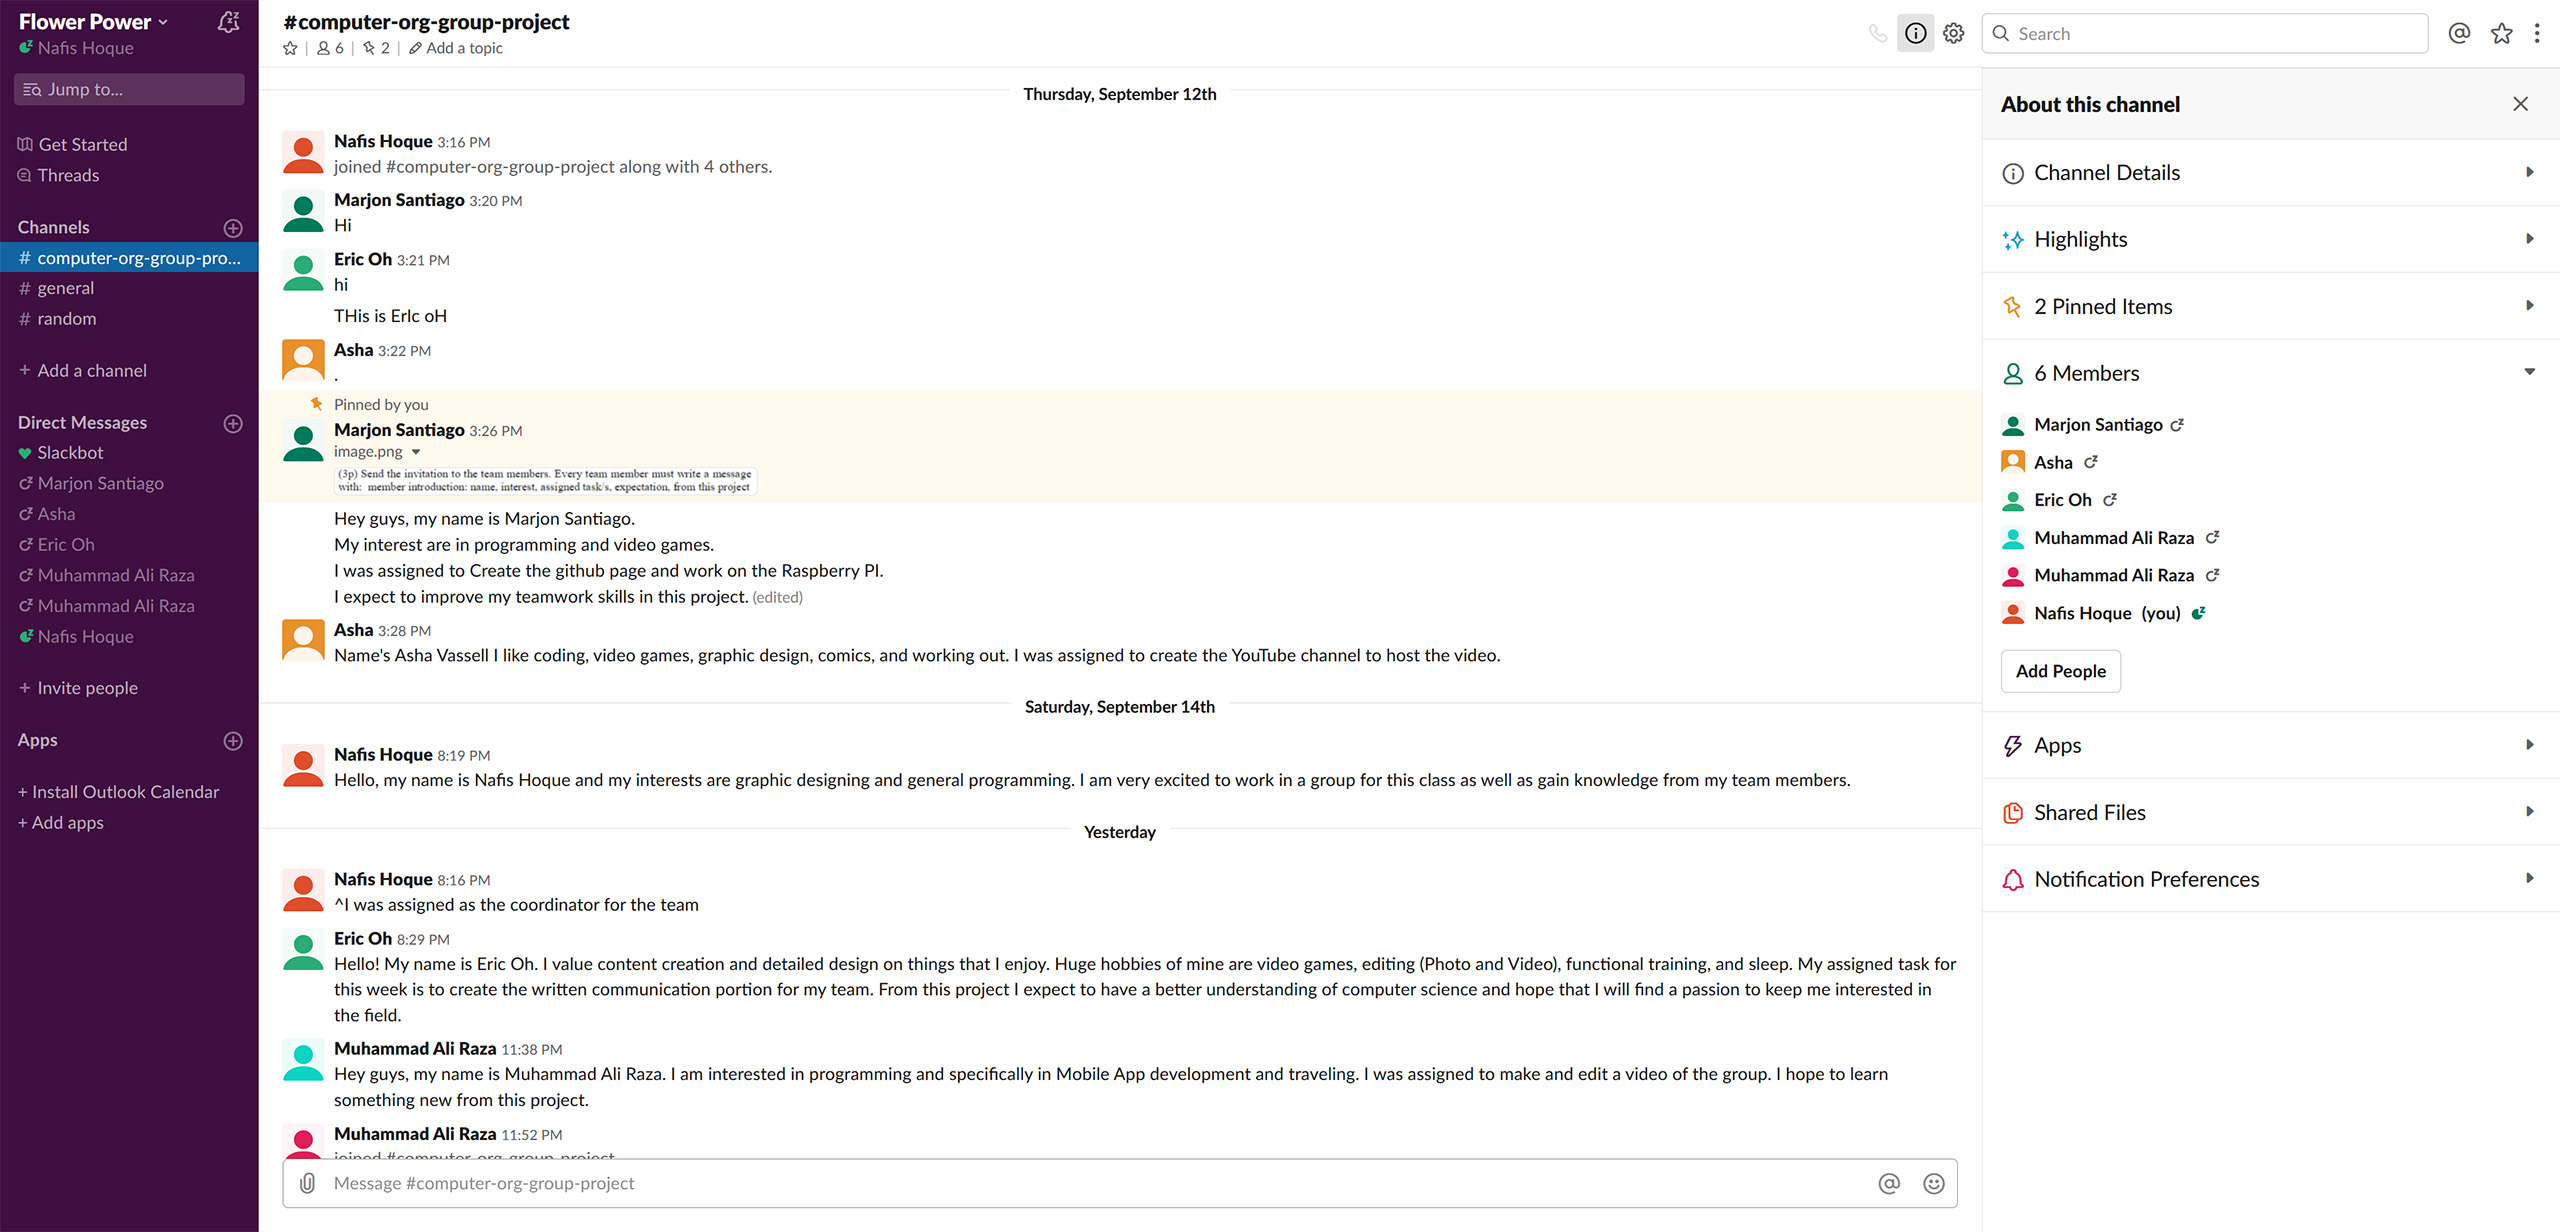 Flower Power
Nafis Hoque
Jump to...
Get Started
Threads
Channels
# computer-org-group-pro...
# general
# random
+ Add a channel
Direct Messages
Slackbot
Marjon Santiago
Asha
Eric Oh
Muhammad Ali Raza
Muhammad Ali Raza
Nafis Hoque
+ Invite people
Apps
+ Install Outlook Calendar
+ Add apps
#computer-org-group-project
6 | 2 | Add a topic
Search
Thursday, September 12th
Nafis Hoque 3:16 PM
joined #computer-org-group-project along with 4 others.
Marjon Santiago 3:20 PM
Hi
Eric Oh 3:21 PM
hi
THis is ErIc oH
Asha 3:22 PM
.
Pinned by you
Marjon Santiago 3:26 PM
image.png
(3p) Send the invitation to the team members. Every team member must write a message
with: member introduction: name, interest, assigned task/s, expectation, from this project
Hey guys, my name is Marjon Santiago.
My interest are in programming and video games.
I was assigned to Create the github page and work on the Raspberry PI.
I expect to improve my teamwork skills in this project. (edited)
Asha 3:28 PM
Name's Asha Vassell I like coding, video games, graphic design, comics, and working out. I was assigned to create the YouTube channel to host the video.
Saturday, September 14th
Nafis Hoque 8:19 PM
Hello, my name is Nafis Hoque and my interests are graphic designing and general programming. I am very excited to work in a group for this class as well as gain knowledge from my team members.
Yesterday
Nafis Hoque 8:16 PM
^I was assigned as the coordinator for the team
Eric Oh 8:29 PM
Hello! My name is Eric Oh. I value content creation and detailed design on things that I enjoy. Huge hobbies of mine are video games, editing (Photo and Video), functional training, and sleep. My assigned task for
this week is to create the written communication portion for my team. From this project I expect to have a better understanding of computer science and hope that I will find a passion to keep me interested in
the field.
Muhammad Ali Raza 11:38 PM
Hey guys, my name is Muhammad Ali Raza. I am interested in programming and specifically in Mobile App development and traveling. I was assigned to make and edit a video of the group. I hope to learn
something new from this project.
Muhammad Ali Raza 11:52 PM
joined #computer-org-group-project
Message #computer-org-group-project
About this channel
Channel Details
Highlights
2 Pinned Items
6 Members
Marjon Santiago
Asha
Eric Oh
Muhammad Ali Raza
Muhammad Ali Raza
Nafis Hoque (you)
Add People
Apps
Shared Files
Notification Preferences